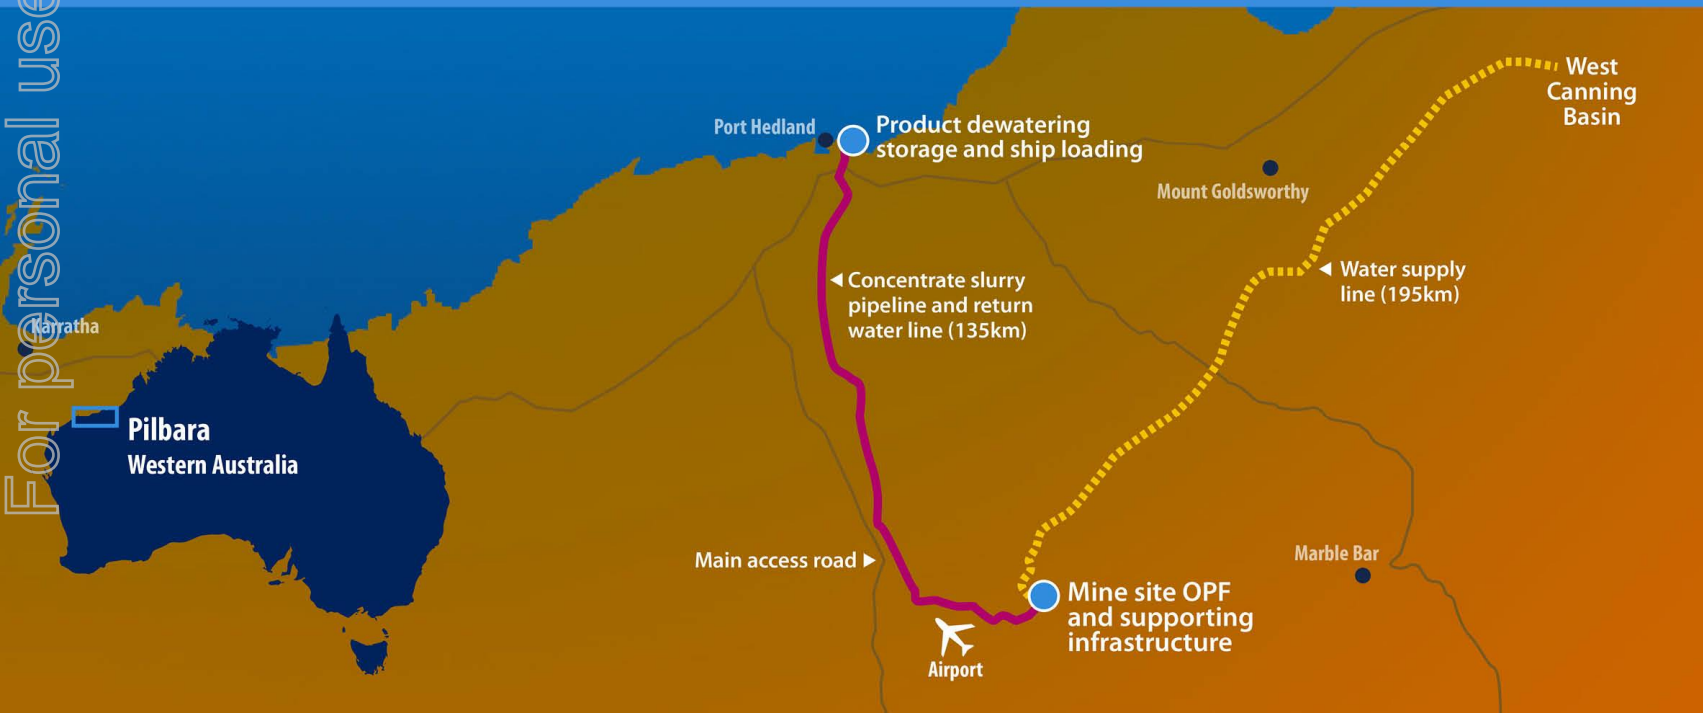 For personal use
West
Canning
Basin
Port Hedland
Product dewatering
storage and ship loading
Mount Goldsworthy
Concentrate slurry
pipeline and return
water line (135km)
Water supply
line (195km)
Karratha
Pilbara
Western Australia
Main access road
Marble Bar
Mine site OPF
and supporting
infrastructure
Airport